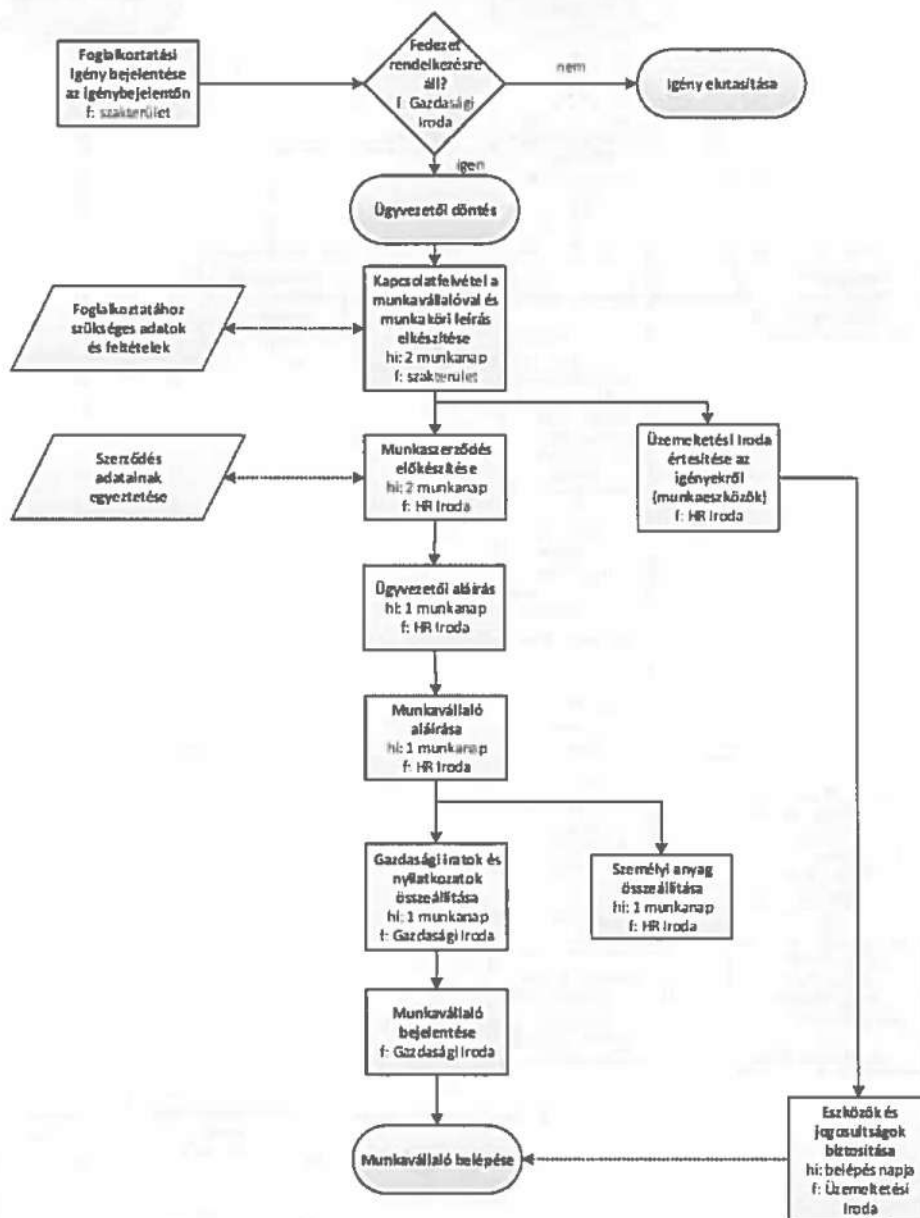 Foglalkoztatási
igény bejelentése
az igénybejelentőn
f: szakterület
Fedezet
rendelkezésre
áll?
f: Gazdasági
Iroda
nem
Igény elutasítása
igen
Ügyvezetői döntés
Kapcsolatfelvétel a
munkavállalóval és
munkaköri leírás
elkészítése
hi: 2 munkanap
f: szakterület
Foglalkoztatához
szükséges adatok
és feltételek
Munkaszerződés
előkészítése
hi: 2 munkanap
f: HR Iroda
Szerződés
adatainak
egyeztetése
Üzemeltetési Iroda
értesítése az
igényekről
(munkaeszközök)
f: HR Iroda
Ügyvezetői aláírás
hi: 1 munkanap
f: HR Iroda
Munkavállaló
aláírása
hi: 1 munkanap
f: HR Iroda
Gazdasági iratok és
nyilatkozatok
összeállítása
hi: 1 munkanap
f: Gazdasági Iroda
Személyi anyag
összeállítása
hi: 1 munkanap
f: HR Iroda
Munkavállaló
bejelentése
f: Gazdasági Iroda
Munkavállaló belépése
Eszközök és
jogosultságok
biztosítása
hi: belépés napja
f: Üzemeltetési
Iroda